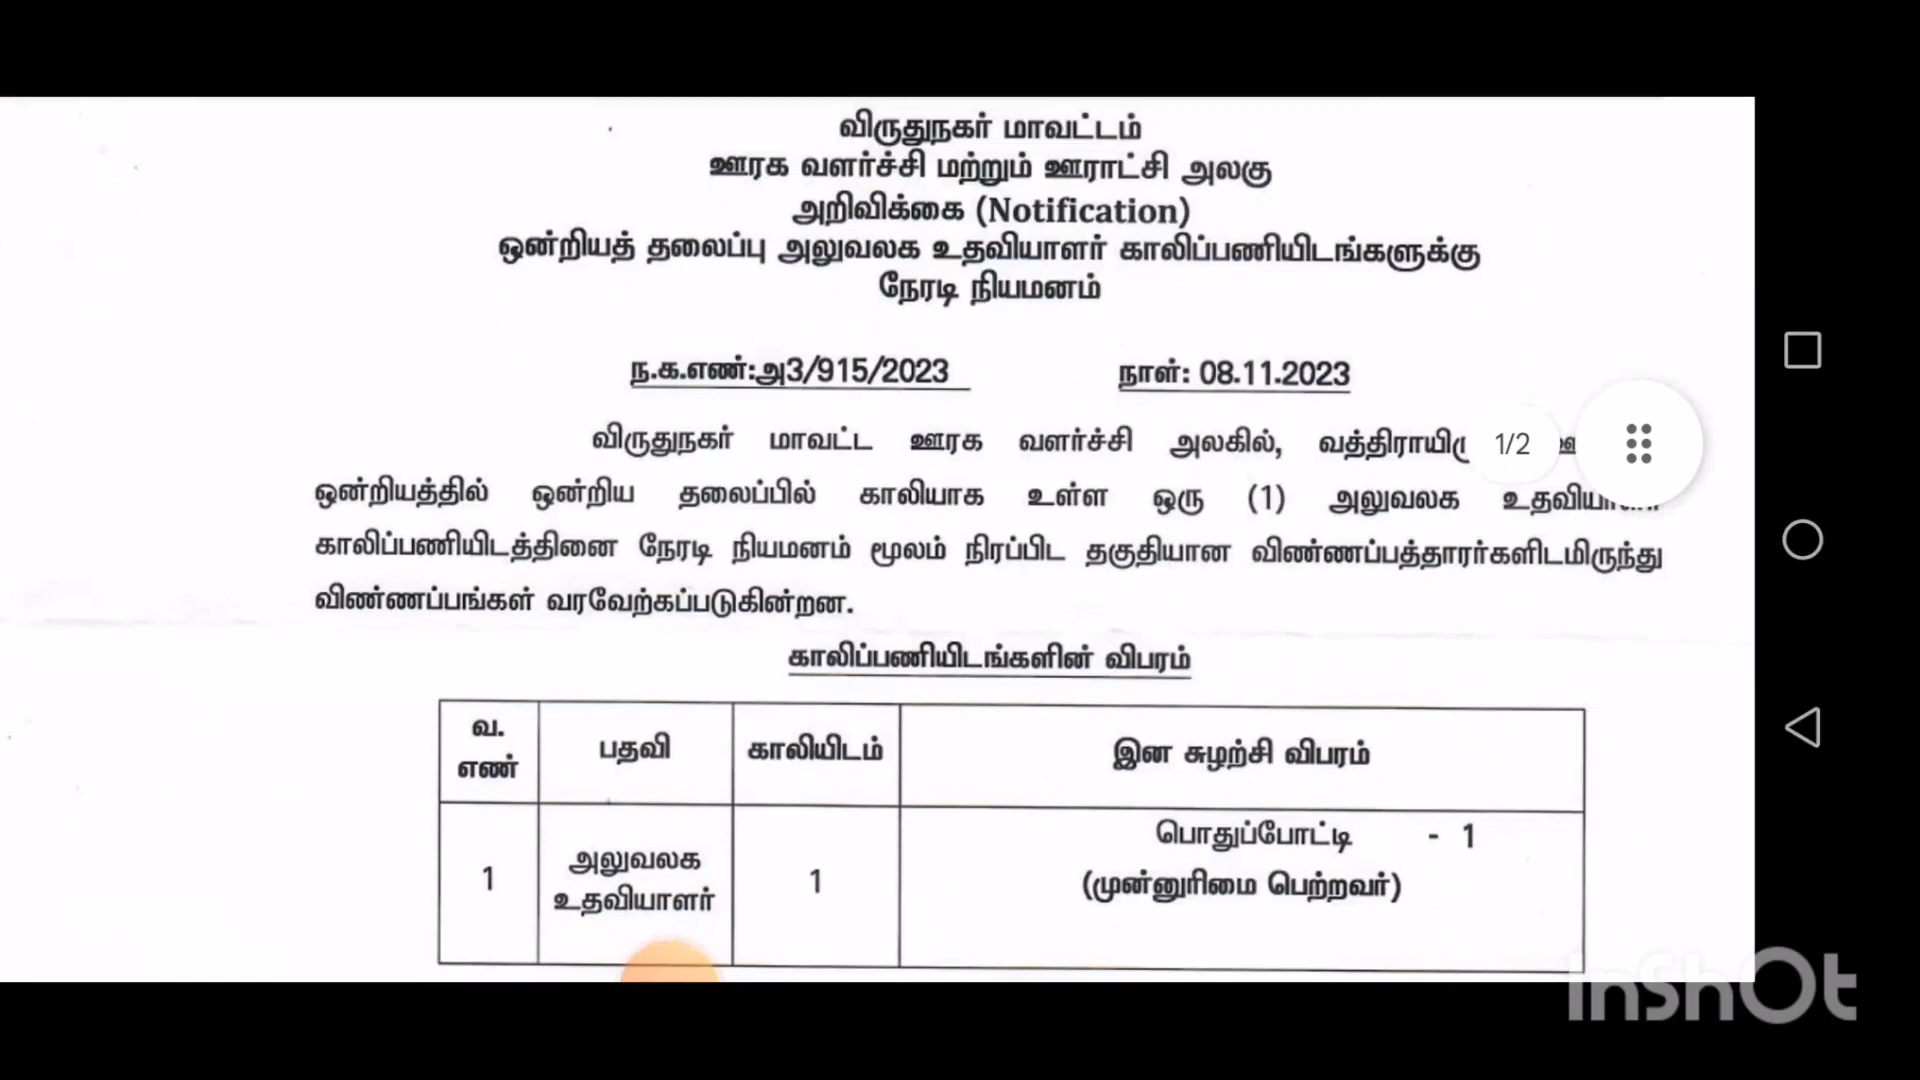 விருதுநகர் மாவட்டம்
ஊரக வளர்ச்சி மற்றும் ஊராட்சி அலகு
அறிவிக்கை (Notification)
ஒன்றியத் தலைப்பு அலுவலக உதவியாளர் காலிப்பணியிடங்களுக்கு
நேரடி நியமனம்
ந.க.எண்:அ3/915/2023 நாள்: 08.11.2023
விருதுநகர் மாவட்ட ஊரக வளர்ச்சி அலகில்,
1/2
ஒன்றியத்தில் ஒன்றிய தலைப்பில் காலியாக உள்ள ஒரு (1) அலுவலக
காலிப்பணியிடத்தினை நேரடி நியமனம் மூலம் நிரப்பிட தகுதியான விண்ணப்பத்தாரர்களிடமிருந்து
விண்ணப்பங்கள் வரவேற்கப்படுகின்றன.
காலிப்பணியிடங்களின் விபரம்
வ. எண் பதவி காலியிடம் இன சுழற்சி விபரம்
1 அலுவலக உதவியாளர் 1 பொதுப்போட்டி - 1
(முன்னுரிமை பெற்றவர்)
InShOt